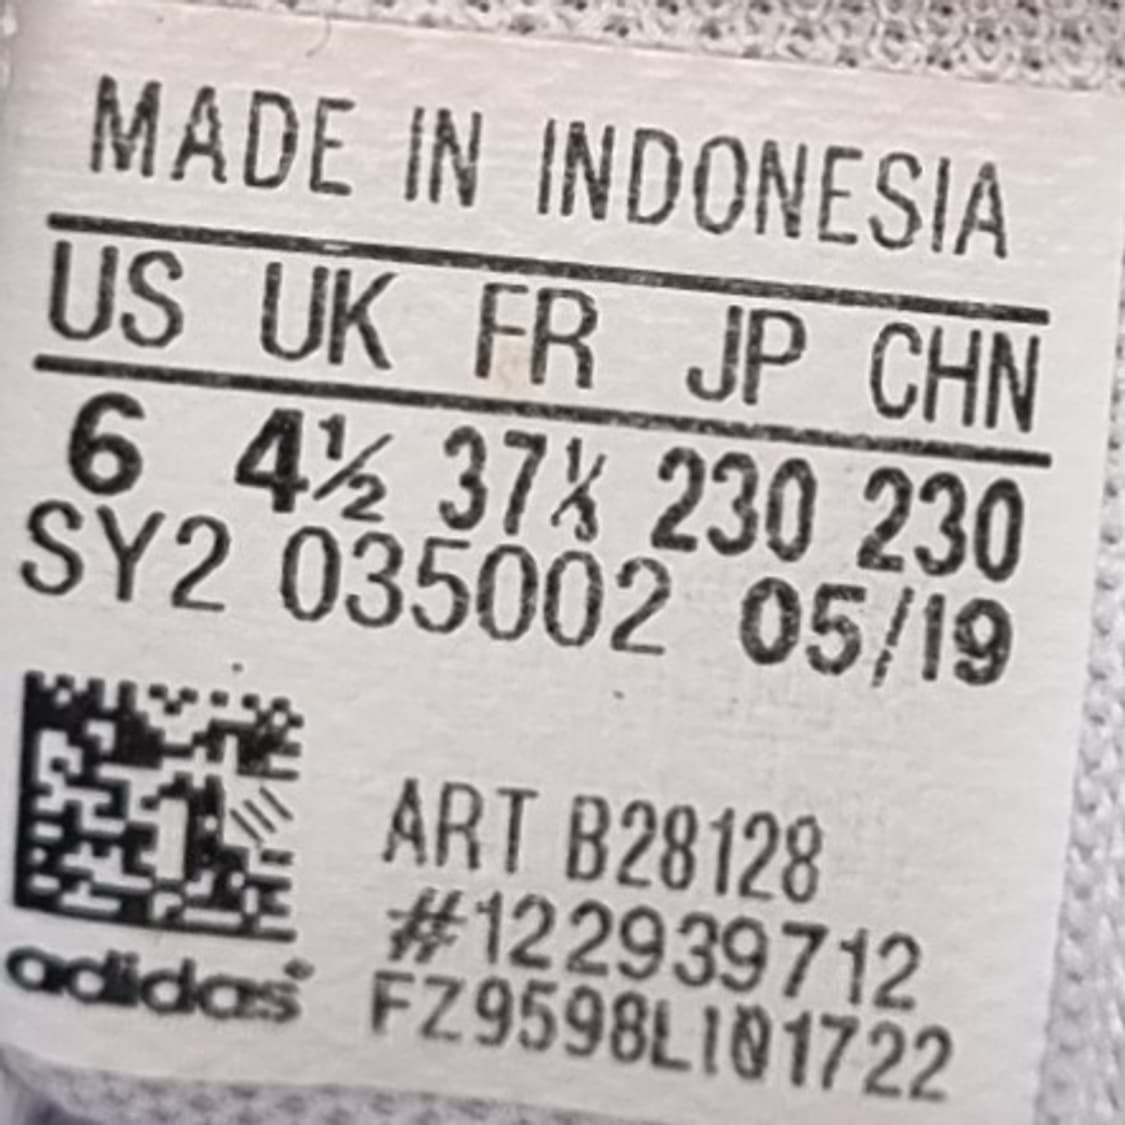 MADE IN INDONESIA
US UK FR JP CHN
6 4½ 37⅓ 230 230
SY2 035002 05/19
ART B28128
#122939712
adidas
FZ9598LI01722